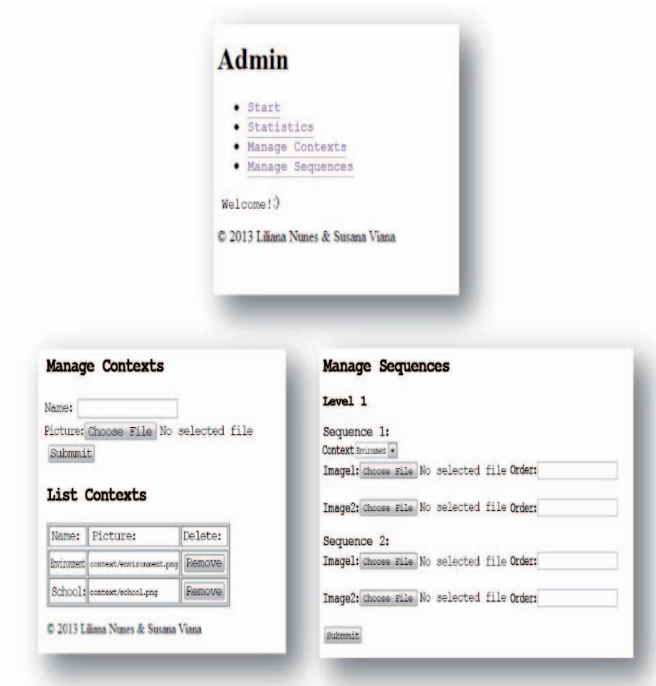 Admin
Start
Statistics
Manage Contexts
Manage Sequences
Welcome!:)
© 2013 Liliana Nunes & Susana Viana
Manage Contexts
Name:
Picture: Choose File No selected file
Submmit
List Contexts
Name: Picture: Delete:
Enviroment context/environment.png Remove
School: context/school.png Remove
© 2013 Liliana Nunes & Susana Viana
Manage Sequences
Level 1
Sequence 1:
Context Enviroment
Image1: Choose File No selected file Order:
Image2: Choose File No selected file Order:
Sequence 2:
Image1: Choose File No selected file Order:
Image2: Choose File No selected file Order:
Submmit